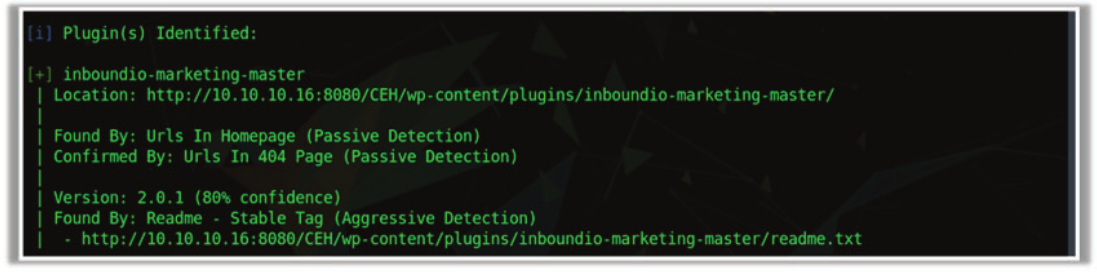 [i] Plugin(s) Identified:
[+] inboundio-marketing-master
| Location: http://10.10.10.16:8080/CEH/wp-content/plugins/inboundio-marketing-master/
|
| Found By: Urls In Homepage (Passive Detection)
| Confirmed By: Urls In 404 Page (Passive Detection)
|
| Version: 2.0.1 (80% confidence)
| Found By: Readme - Stable Tag (Aggressive Detection)
| - http://10.10.10.16:8080/CEH/wp-content/plugins/inboundio-marketing-master/readme.txt